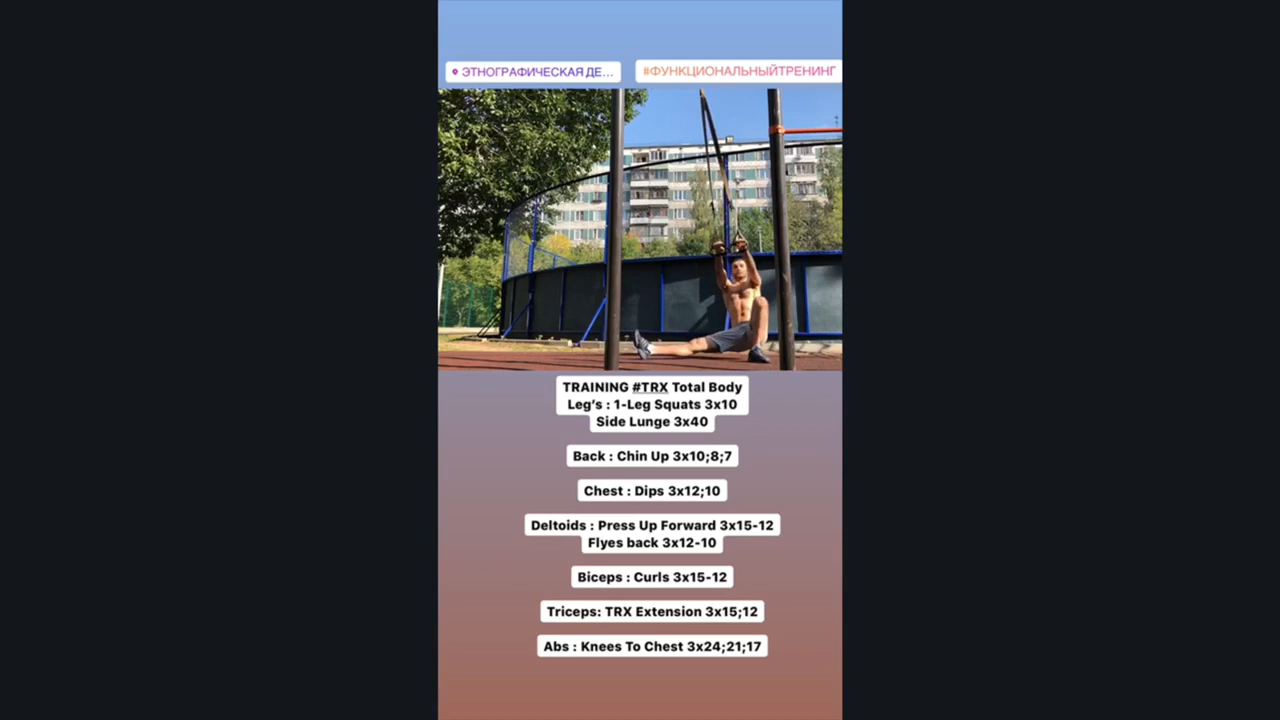 ЭТНОГРАФИЧЕСКАЯ ДЕ...
#ФУНКЦИОНАЛЬНЫЙТРЕНИНГ
TRAINING #TRX Total Body
Leg’s : 1-Leg Squats 3x10
Side Lunge 3x40
Back : Chin Up 3x10;8;7
Chest : Dips 3x12;10
Deltoids : Press Up Forward 3x15-12
Flyes back 3x12-10
Biceps : Curls 3x15-12
Triceps: TRX Extension 3x15;12
Abs : Knees To Chest 3x24;21;17